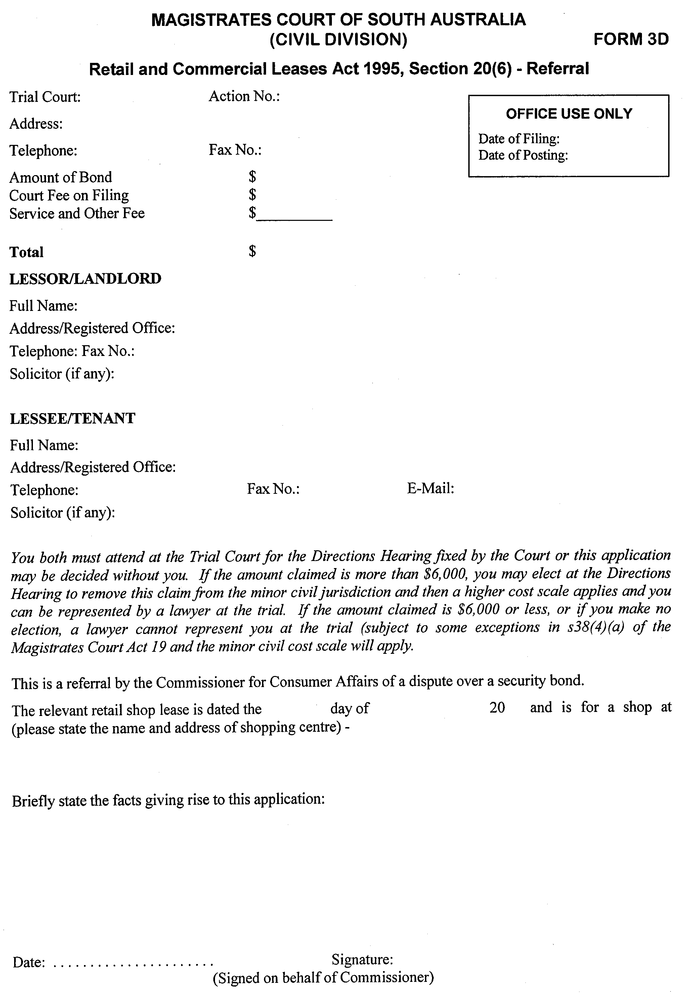 MAGISTRATES COURT OF SOUTH AUSTRALIA
(CIVIL DIVISION) FORM 3D
Retail and Commercial Leases Act 1995, Section 20(6) - Referral
Trial Court: Action No.:
Address:
Telephone: Fax No.:
OFFICE USE ONLY
Date of Filing:
Date of Posting:
Amount of Bond $
Court Fee on Filing $
Service and Other Fee $
Total $
LESSOR/LANDLORD
Full Name:
Address/Registered Office:
Telephone: Fax No.:
Solicitor (if any):
LESSEE/TENANT
Full Name:
Address/Registered Office:
Telephone: Fax No.: E-Mail:
Solicitor (if any):
You both must attend at the Trial Court for the Directions Hearing fixed by the Court or this application
may be decided without you. If the amount claimed is more than $6,000, you may elect at the Directions
Hearing to remove this claim from the minor civil jurisdiction and then a higher cost scale applies and you
can be represented by a lawyer at the trial. If the amount claimed is $6,000 or less, or if you make no
election, a lawyer cannot represent you at the trial (subject to some exceptions in s38(4)(a) of the
Magistrates Court Act 19 and the minor civil cost scale will apply.
This is a referral by the Commissioner for Consumer Affairs of a dispute over a security bond.
The relevant retail shop lease is dated the day of 20 and is for a shop at
(please state the name and address of shopping centre) -
Briefly state the facts giving rise to this application:
Date: ...................... Signature:
(Signed on behalf of Commissioner)